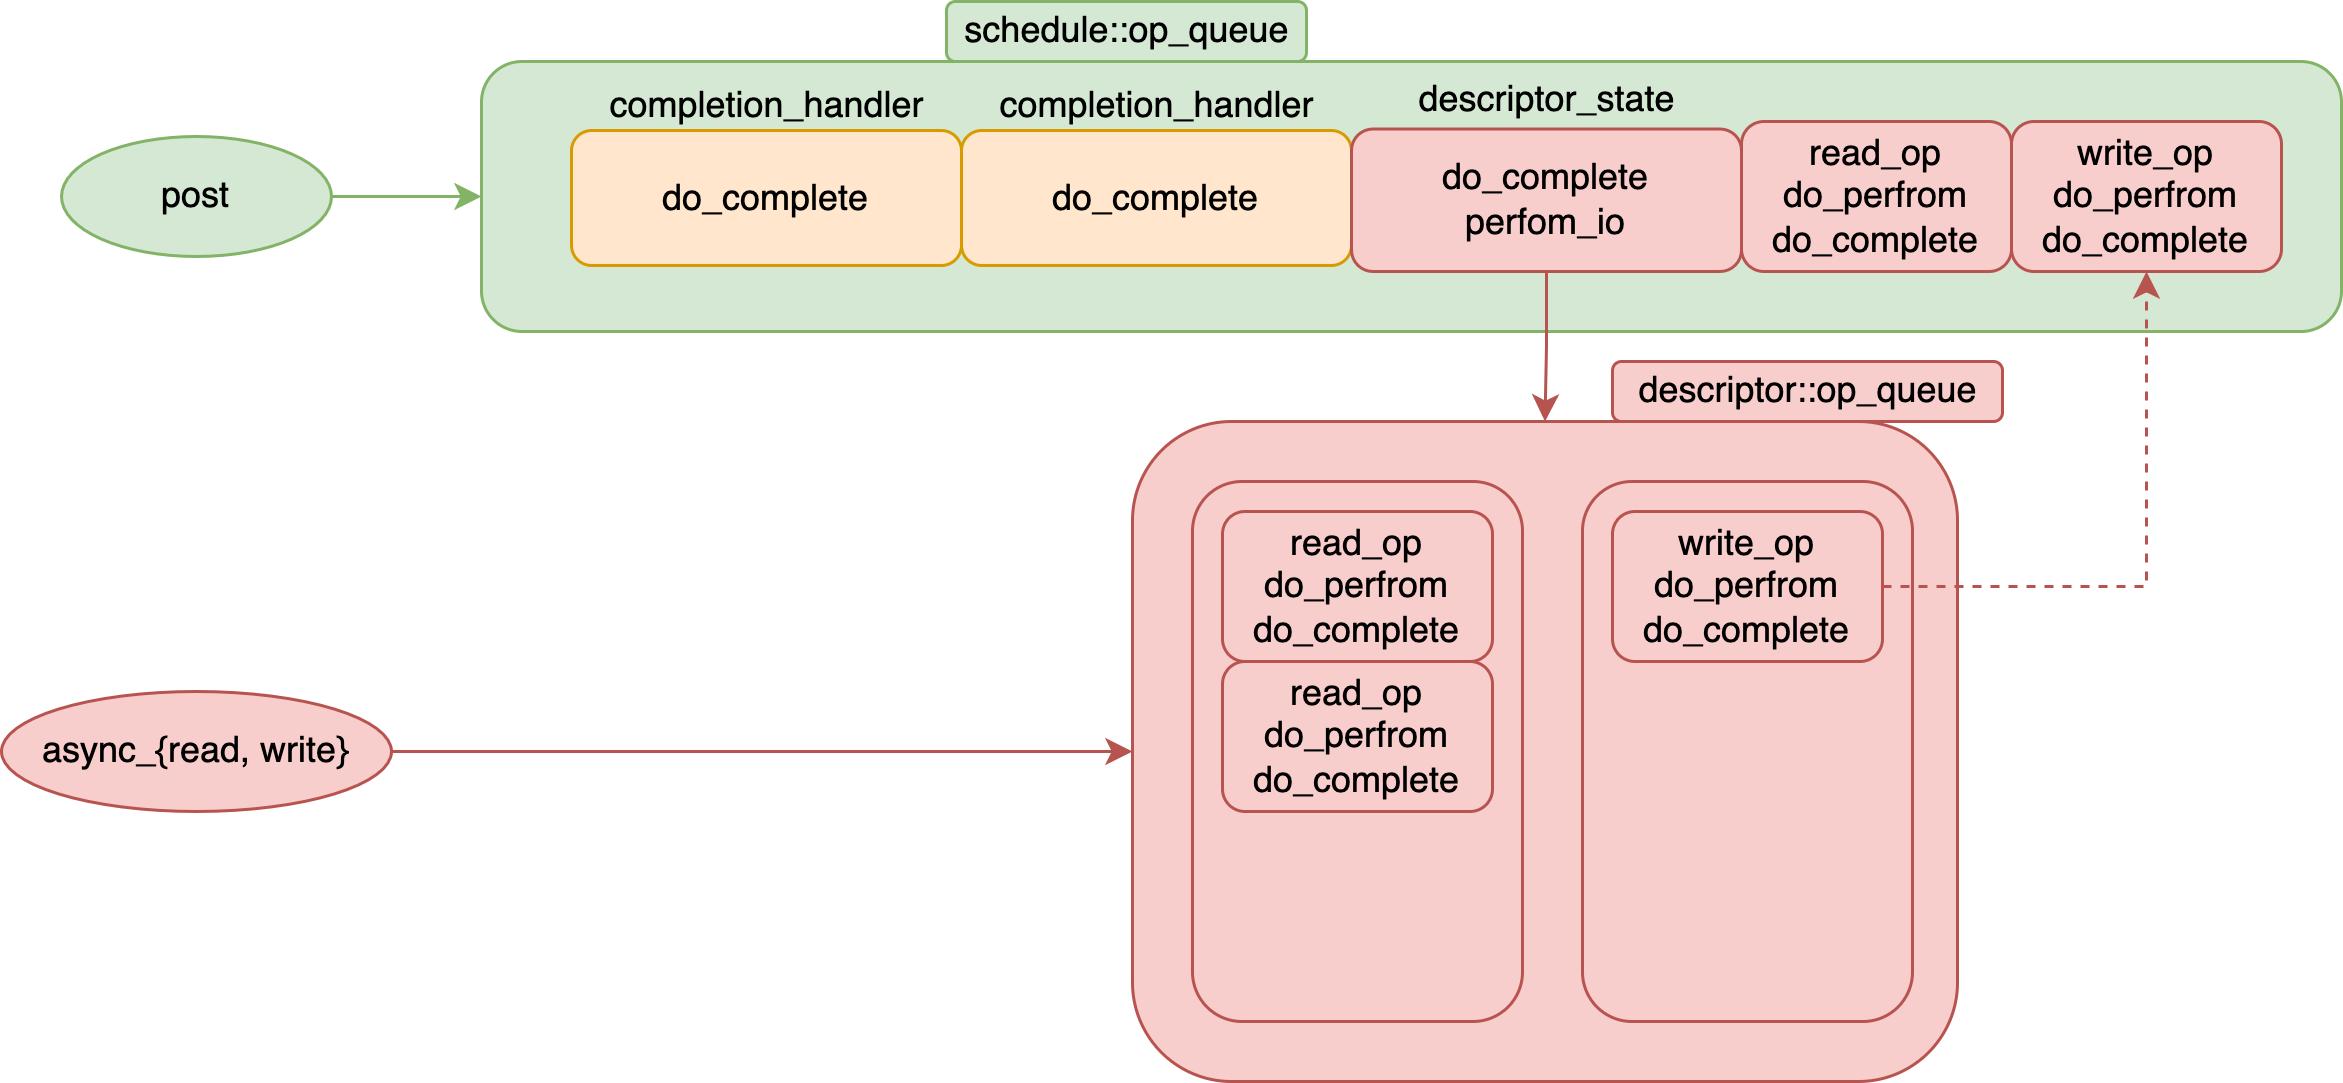 schedule::op_queue
completion_handler
completion_handler
descriptor_state
post
do_complete
do_complete
do_complete
perfom_io
read_op
do_perfrom
do_complete
write_op
do_perfrom
do_complete
descriptor::op_queue
read_op
do_perfrom
do_complete
write_op
do_perfrom
do_complete
read_op
do_perfrom
do_complete
async_{read, write}